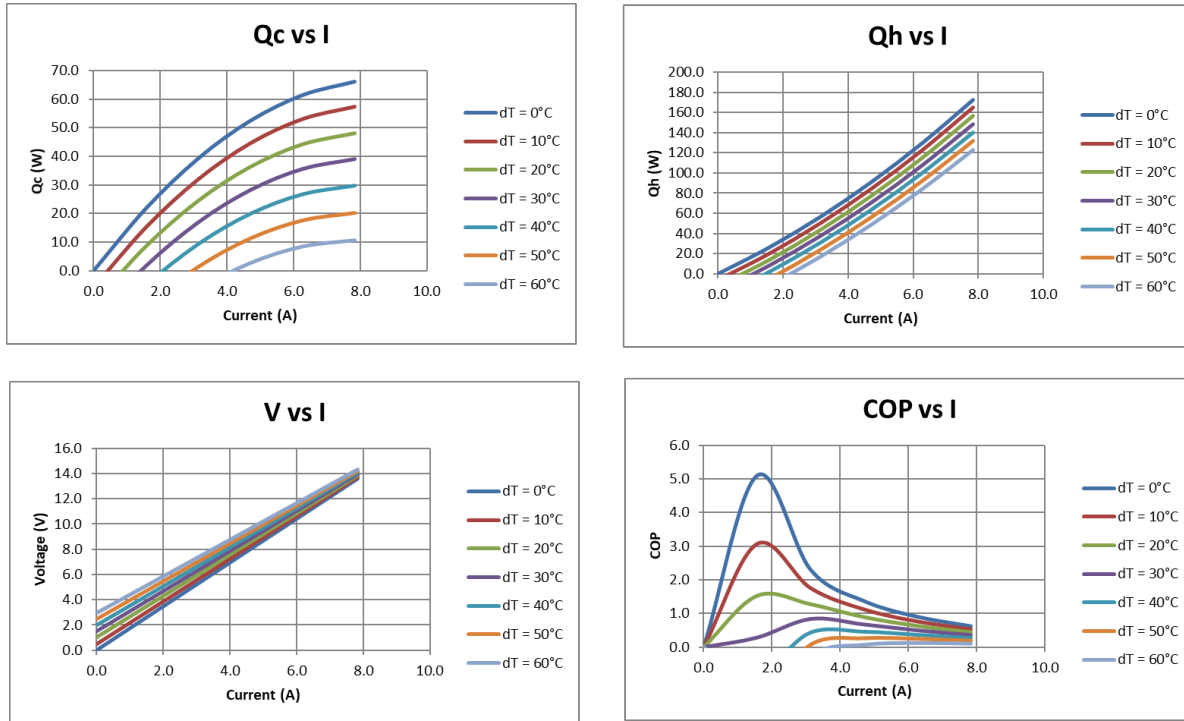 Qc vs I
Qc (W)
70.0
60.0
50.0
40.0
30.0
20.0
10.0
0.0
0.0 2.0 4.0 6.0 8.0 10.0
Current (A)
dT = 0°C
dT = 10°C
dT = 20°C
dT = 30°C
dT = 40°C
dT = 50°C
dT = 60°C
Qh vs I
Qh (W)
200.0
180.0
160.0
140.0
120.0
100.0
80.0
60.0
40.0
20.0
0.0
0.0 2.0 4.0 6.0 8.0 10.0
Current (A)
dT = 0°C
dT = 10°C
dT = 20°C
dT = 30°C
dT = 40°C
dT = 50°C
dT = 60°C
V vs I
Voltage (V)
16.0
14.0
12.0
10.0
8.0
6.0
4.0
2.0
0.0
0.0 2.0 4.0 6.0 8.0 10.0
Current (A)
dT = 0°C
dT = 10°C
dT = 20°C
dT = 30°C
dT = 40°C
dT = 50°C
dT = 60°C
COP vs I
COP
6.0
5.0
4.0
3.0
2.0
1.0
0.0
0.0 2.0 4.0 6.0 8.0 10.0
Current (A)
dT = 0°C
dT = 10°C
dT = 20°C
dT = 30°C
dT = 40°C
dT = 50°C
dT = 60°C